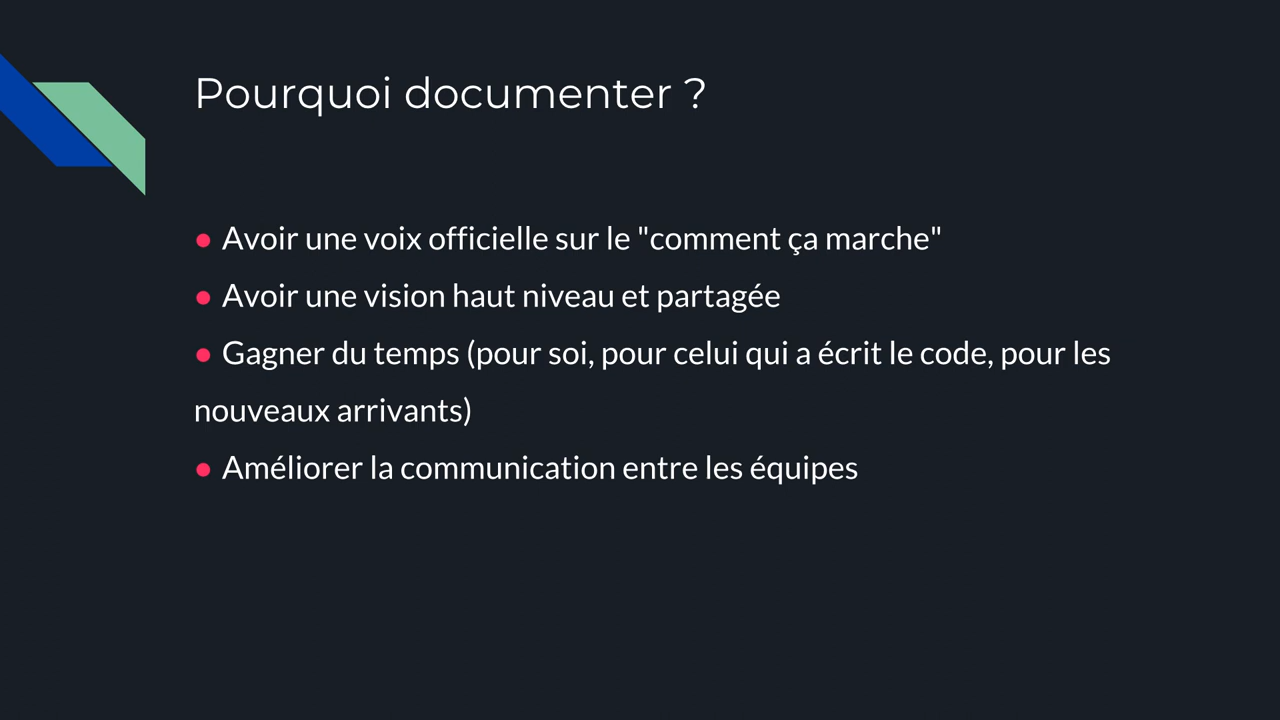 Pourquoi documenter ?
● Avoir une voix officielle sur le "comment ça marche"
● Avoir une vision haut niveau et partagée
● Gagner du temps (pour soi, pour celui qui a écrit le code, pour les
nouveaux arrivants)
● Améliorer la communication entre les équipes